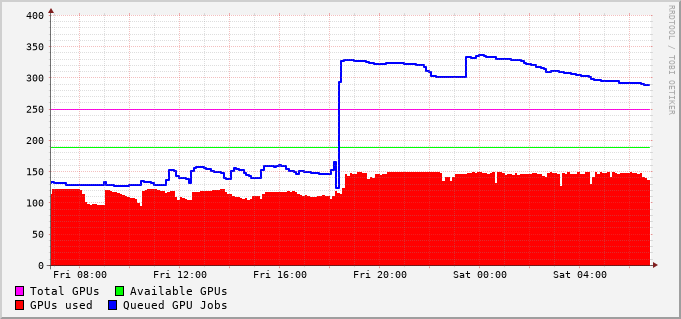 400
350
300
250
200
150
100
50
0
Fri 08:00 Fri 12:00 Fri 16:00 Fri 20:00 Sat 00:00 Sat 04:00
Total GPUs Available GPUs
GPUs used Queued GPU Jobs
RRDTOOL / TOBI OETIKER